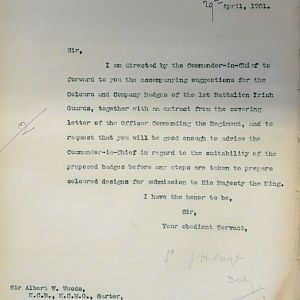 29th April, 1901.
Sir,
I am directed by the Commander-in-Chief to
forward to you the accompanying suggestions for the
Colours and Company Badges of the 1st Battalion Irish
Guards, together with an extract from the covering
letter of the Officer Commanding the Regiment, and to
request that you will be good enough to advise the
Commander-in-Chief in regard to the suitability of the
proposed badges before any steps are taken to prepare
coloured designs for submission to His Majesty the King.
I have the honor to be,
Sir,
Your obedient Servant,
Sir Albert W. Woods,
K.C.B., K.C.M.G., Garter,